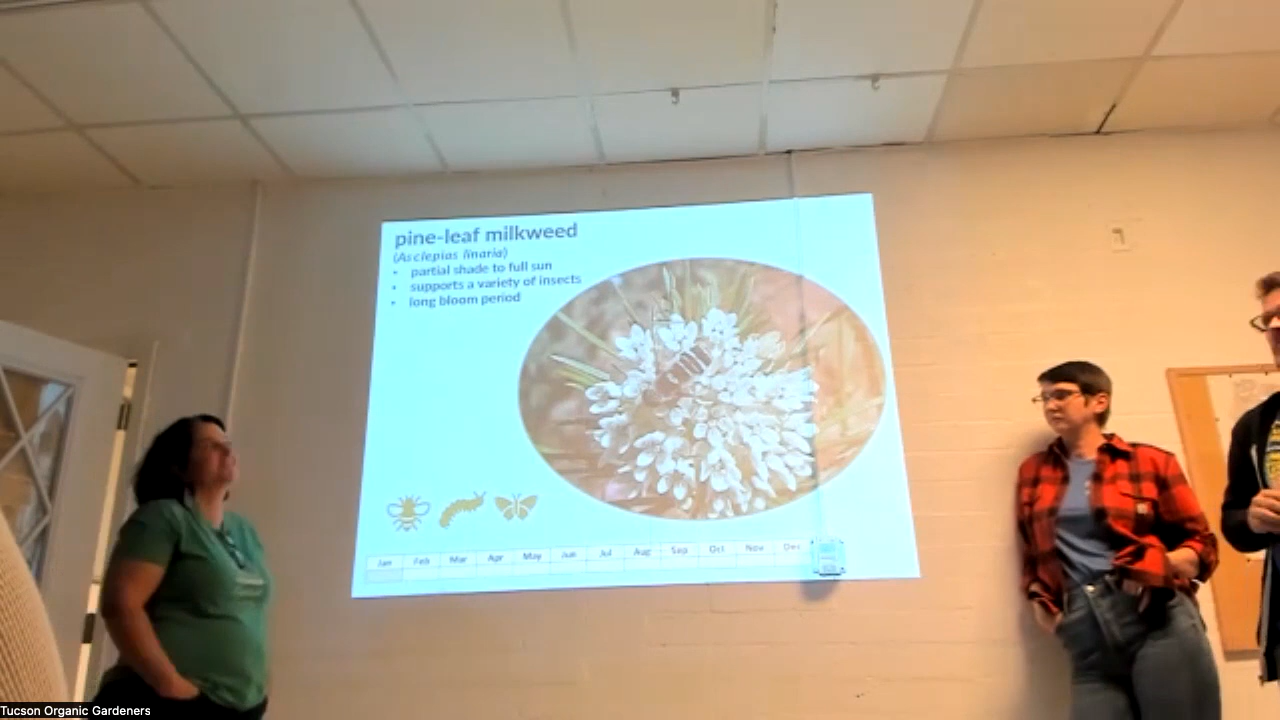 pine-leaf milkweed
(Asclepias linaria)
• partial shade to full sun
• supports a variety of insects
• long bloom period
Jan Feb Mar Apr May Jun Jul Aug Sep Oct Nov Dec
Tucson Organic Gardeners